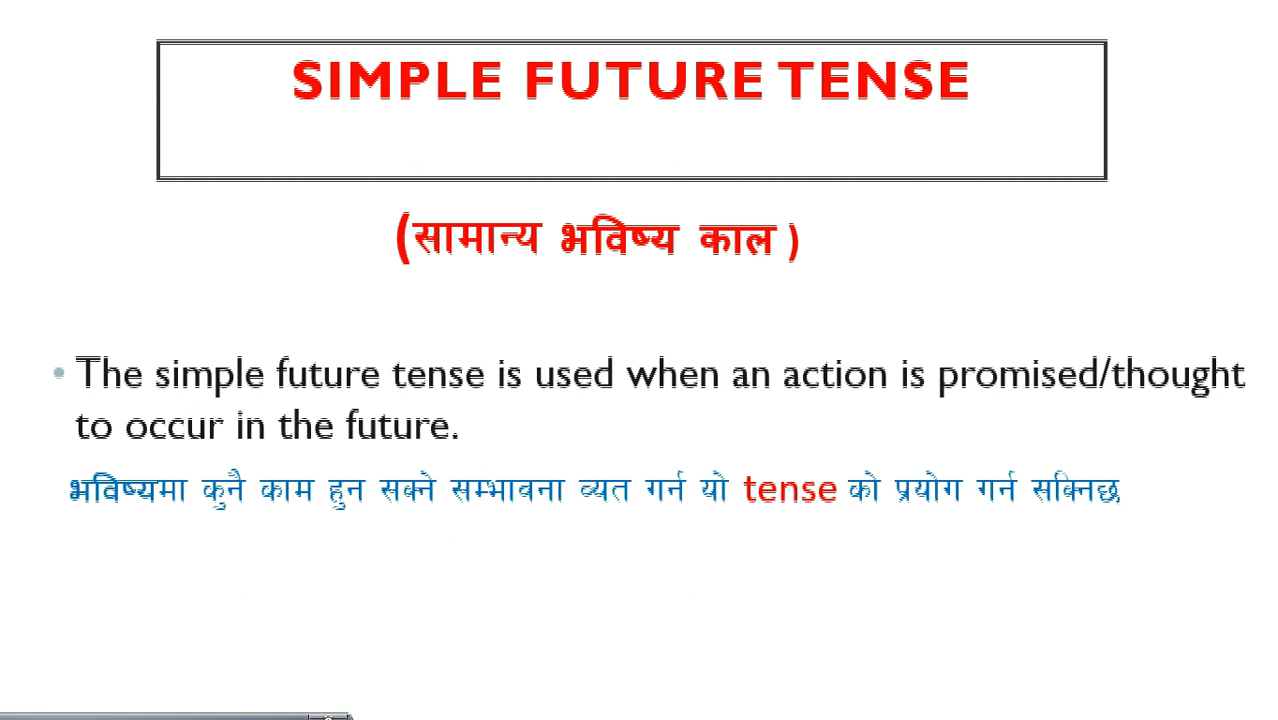 SIMPLE FUTURE TENSE
(सामान्य भविष्य काल )
• The simple future tense is used when an action is promised/thought
to occur in the future.
भविष्यमा कुनै काम हुन सक्ने सम्भाबना व्यत गर्न यो tense को प्रयोग गर्न सक्निछ